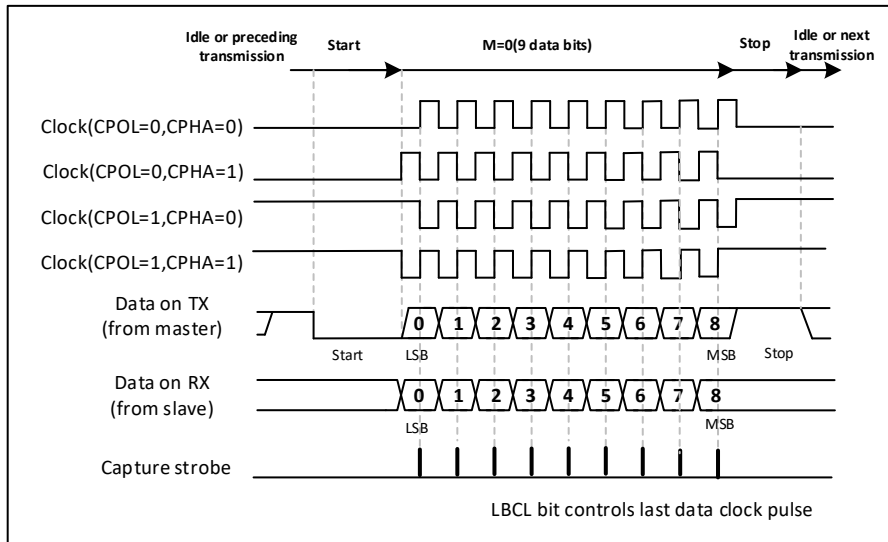 Idle or preceding
transmission
Start
M=0(9 data bits)
Stop
Idle or next
transmission
Clock(CPOL=0,CPHA=0)
Clock(CPOL=0,CPHA=1)
Clock(CPOL=1,CPHA=0)
Clock(CPOL=1,CPHA=1)
Data on TX
(from master)
0 1 2 3 4 5 6 7 8
Start
LSB
MSB
Stop
Data on RX
(from slave)
0 1 2 3 4 5 6 7 8
LSB
MSB
Capture strobe
LBCL bit controls last data clock pulse